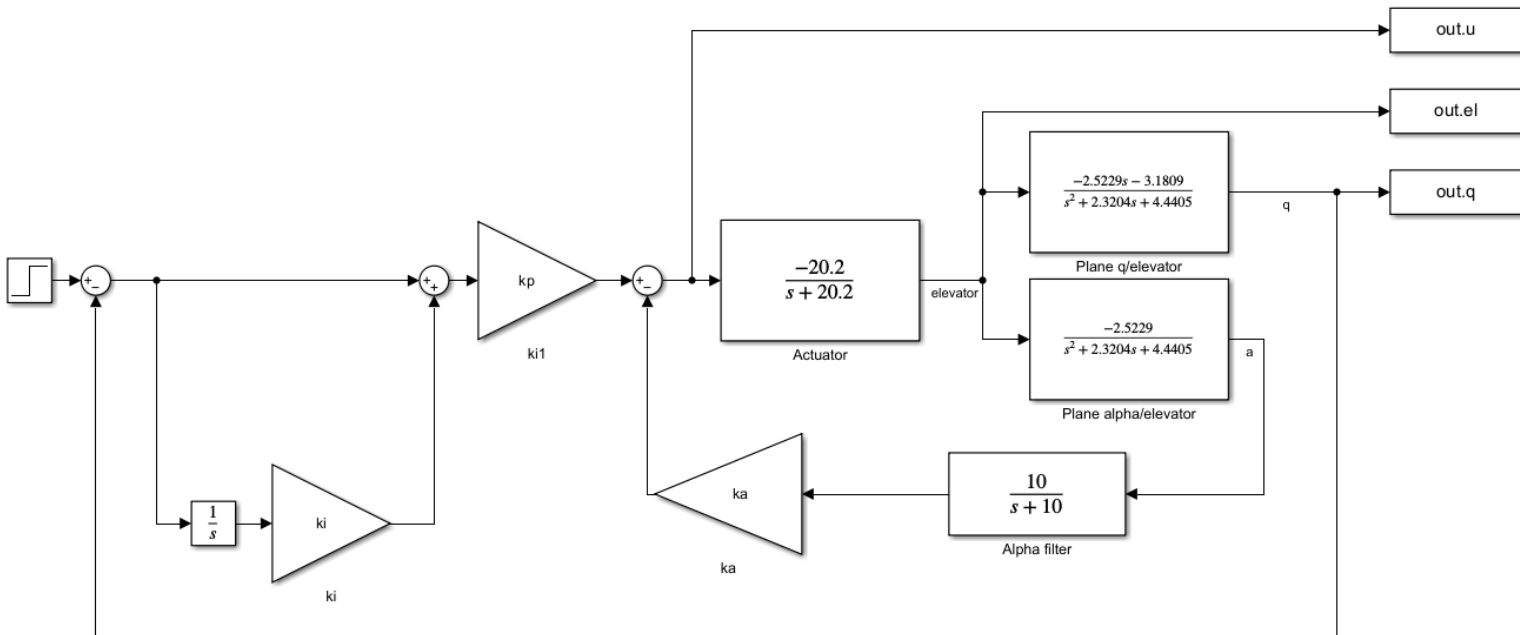 out.u
out.el
out.q
+
−
+
+
kp
ki1
+
−
−20.2
s + 20.2
Actuator
elevator
−2.5229s − 3.1809
s² + 2.3204s + 4.4405
Plane q/elevator
q
−2.5229
s² + 2.3204s + 4.4405
Plane alpha/elevator
a
1
s
ki
ki
ka
ka
10
s + 10
Alpha filter